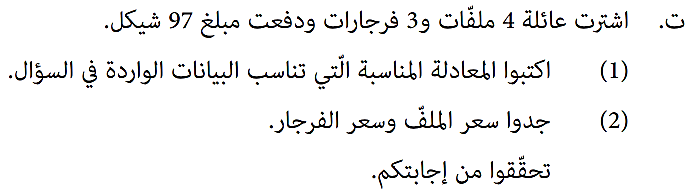 ت. اشترت عائلة 4 ملفّات و3 فرجارات ودفعت مبلغ 97 شيكل.
(1) اكتبوا المعادلة المناسبة الّتي تناسب البيانات الواردة في السؤال.
(2) جدوا سعر الملفّ وسعر الفرجار.
تحقّقوا من إجابتكم.